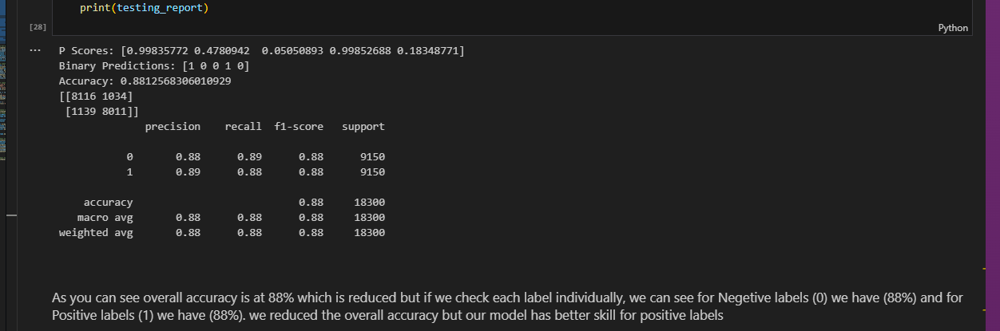 print(testing_report)
[28]
Python
... P Scores: [0.99835772 0.4780942  0.05050893 0.99852688 0.18348771]
Binary Predictions: [1 0 0 1 0]
Accuracy: 0.8812568306010929
[[8116 1034]
 [1139 8011]]
              precision    recall  f1-score   support
           0       0.88      0.89      0.88      9150
           1       0.89      0.88      0.88      9150
    accuracy                           0.88     18300
   macro avg       0.88      0.88      0.88     18300
weighted avg       0.88      0.88      0.88     18300
As you can see overall accuracy is at 88% which is reduced but if we check each label individually, we can see for Negetive labels (0) we have (88%) and for
Positive labels (1) we have (88%). we reduced the overall accuracy but our model has better skill for positive labels